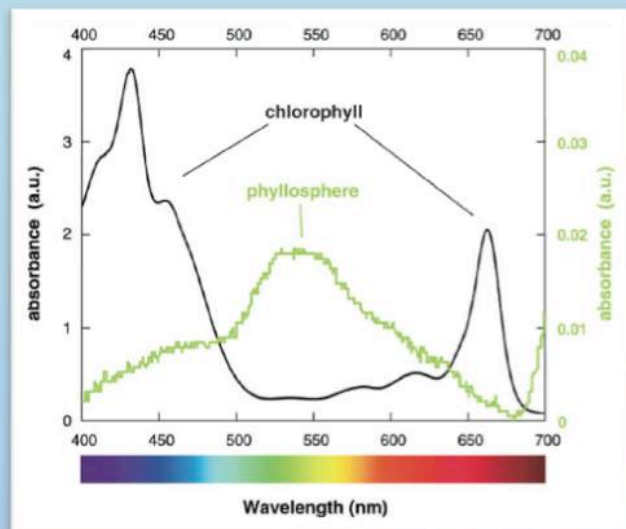 400 450 500 550 600 650 700
4 0.04
chlorophyll
3 0.03
phyllosphere
absorbance (a.u.)
absorbance (a.u.)
2 0.02
1 0.01
0 0
400 450 500 550 600 650 700
Wavelength (nm)